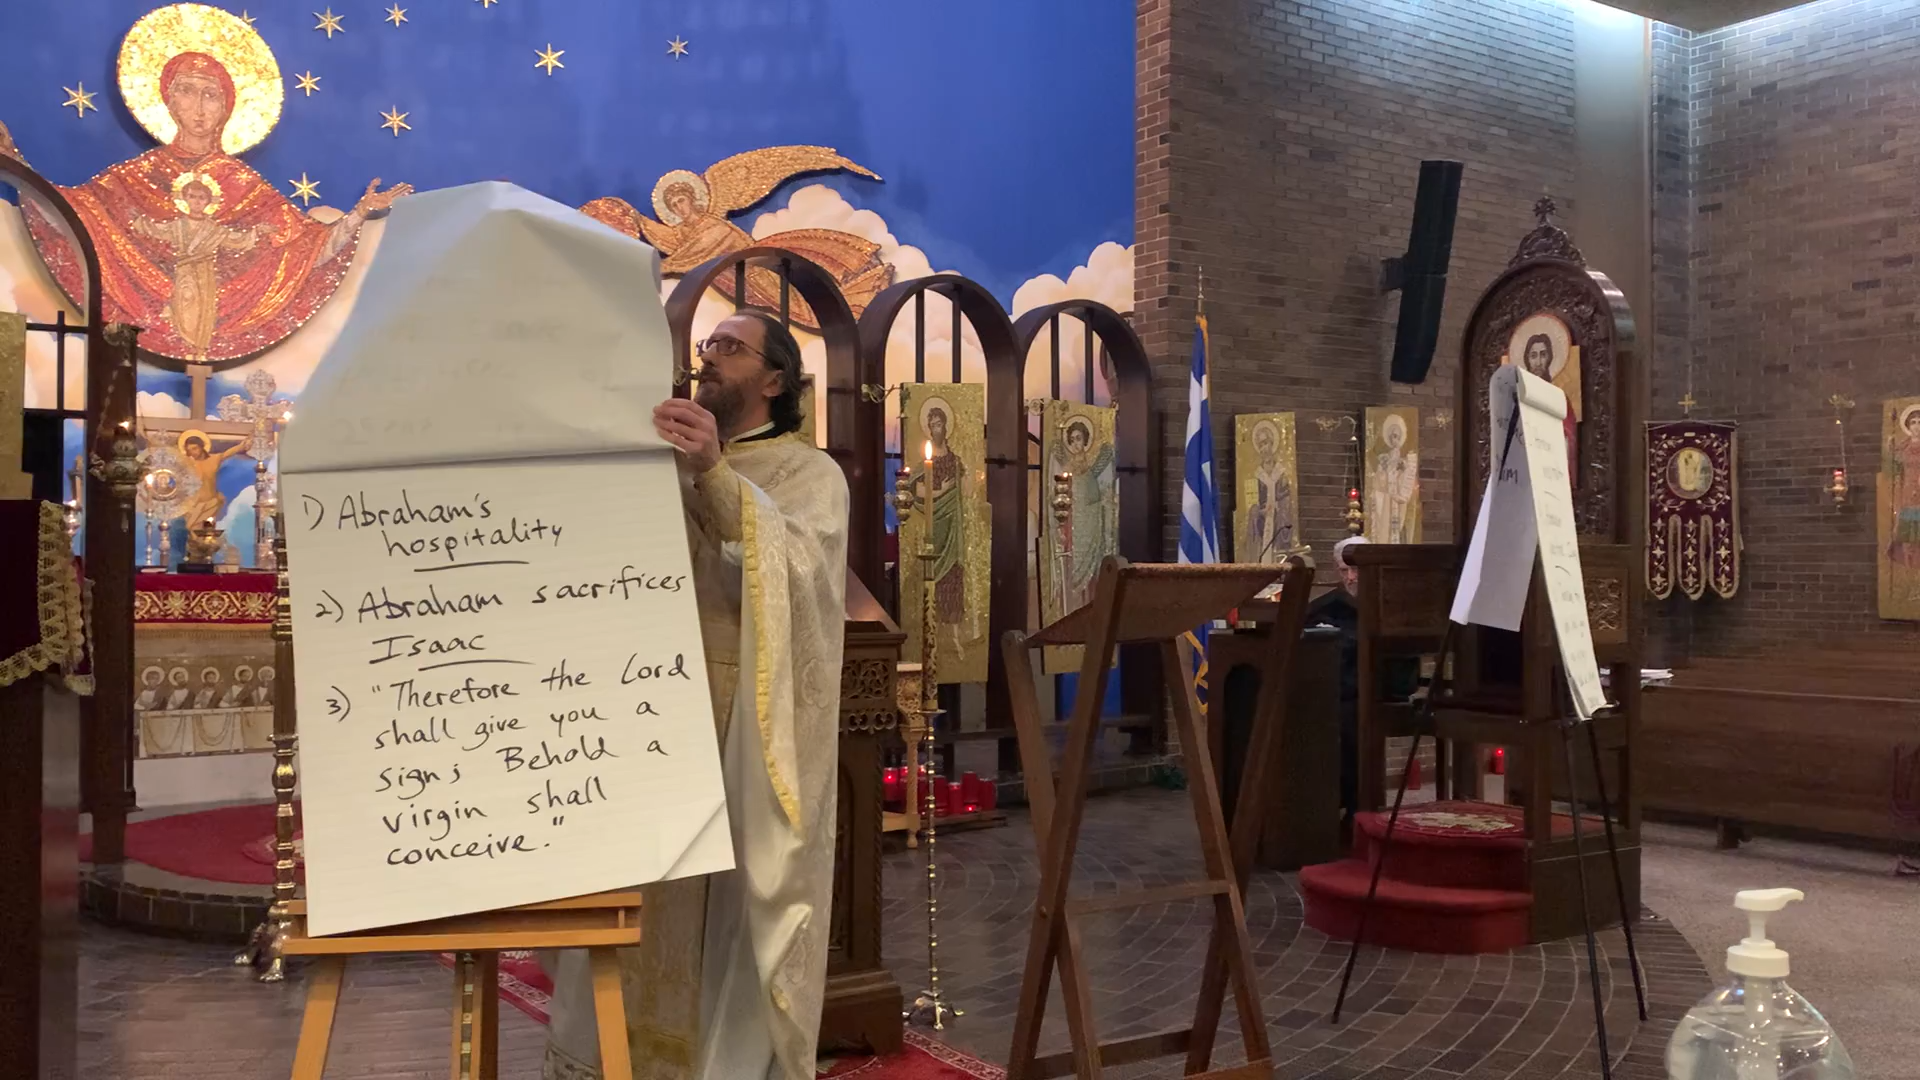 1) Abraham's
hospitality
2) Abraham sacrifices
Isaac
3) "Therefore the Lord
shall give you a
sign; Behold a
virgin shall
conceive."